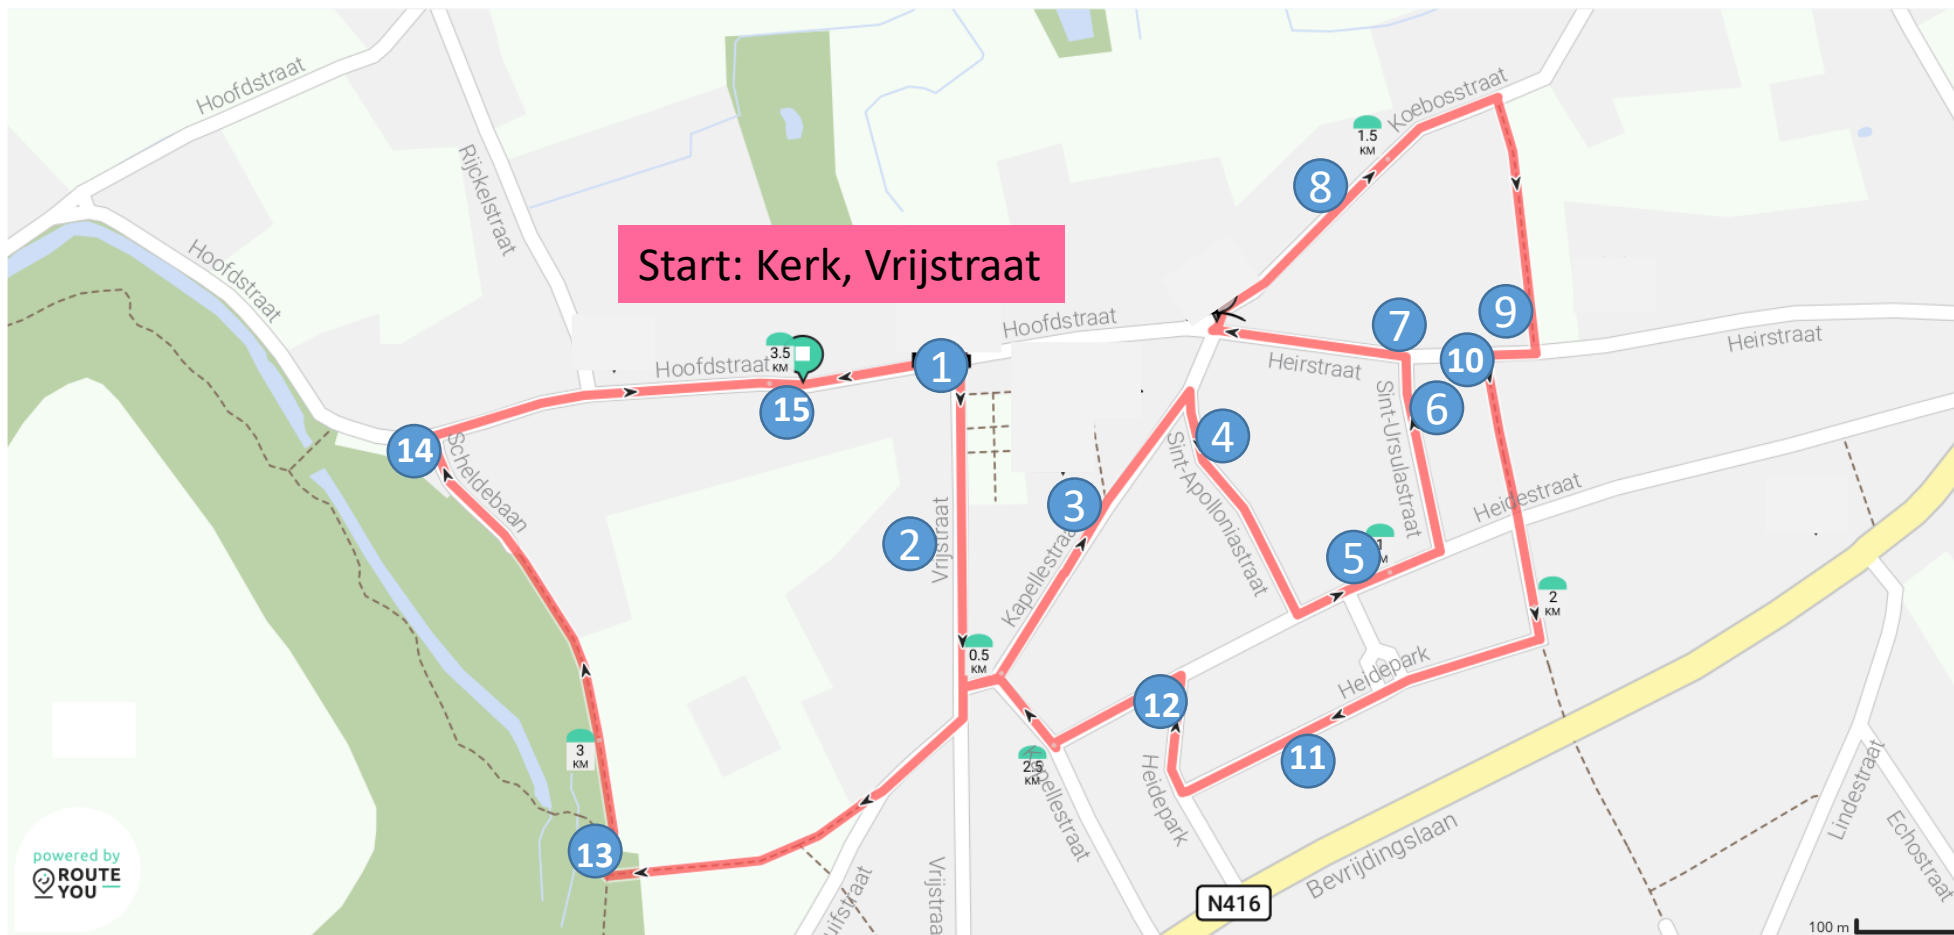 Hoofdstraat
Koebosstraat
1.5
KM
8
Rijckelstraat
Hoofdstraat
Start: Kerk, Vrijstraat
Hoofdstraat
7
9
Heirstraat
Heirstraat
3.5
KM
Hoofdstraat
1
10
15
Sint-Ursulastraat
6
4
14
Scheldebaan
Sint-Apolloniastraat
3
Heidestraat
2
Vrijstraat
Kapellestraat
5
1
2
KM
0.5
KM
Heidepark
12
3
KM
2.5
KM
Kapellestraat
Heidepark
11
Lindestraat
13
Bevrijdingslaan
Echostraat
Vrijstraa
uifstraat
N416
powered by
ROUTE
YOU
100 m